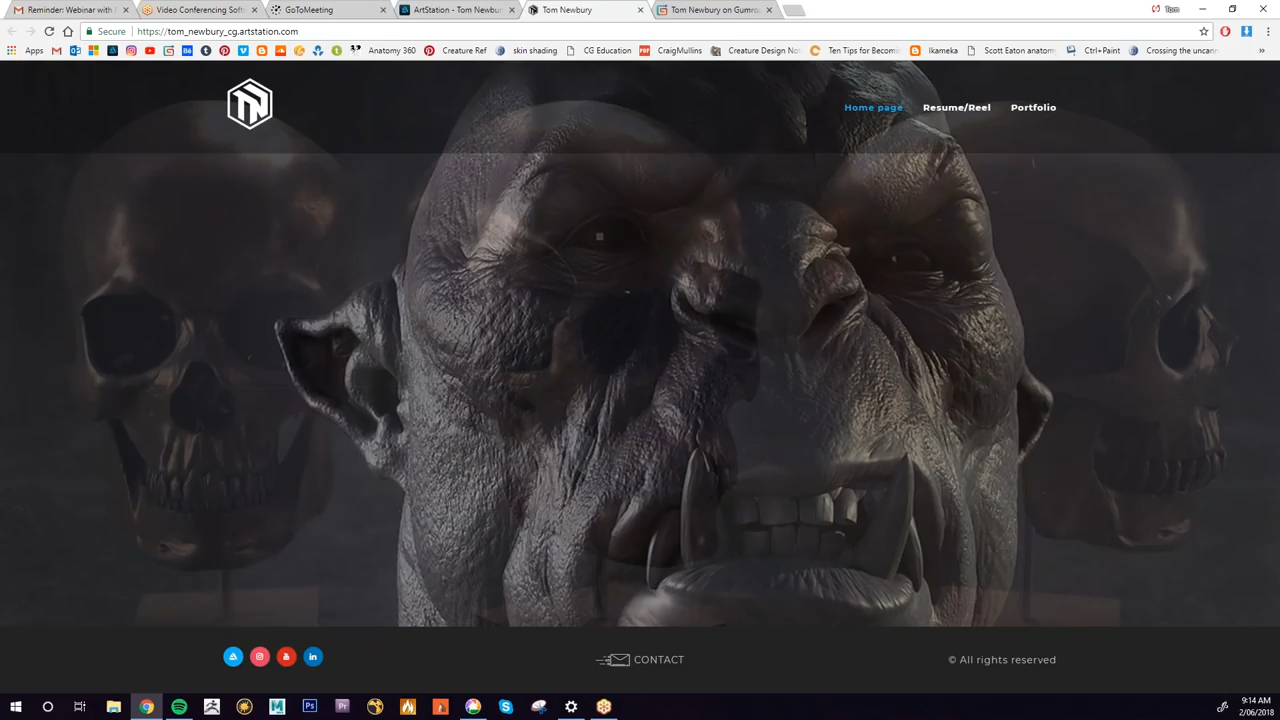 Reminder: Webinar with
Video Conferencing Soft
GoToMeeting
ArtStation - Tom Newbur
Tom Newbury
Tom Newbury on Gumro
Tom
Secure
https://tom_newbury_cg.artstation.com
Apps
Anatomy 360
Creature Ref
skin shading
CG Education
CraigMullins
Creature Design
Ten Tips for Becomi
Ikameka
Scott Eaton anatom
Ctrl+Paint
Crossing the uncan
Home page
Resume/Reel
Portfolio
CONTACT
© All rights reserved
9:14 AM
2/06/2018